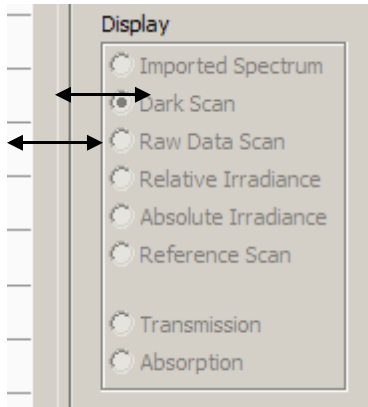 Display
Imported Spectrum
Dark Scan
Raw Data Scan
Relative Irradiance
Absolute Irradiance
Reference Scan
Transmission
Absorption